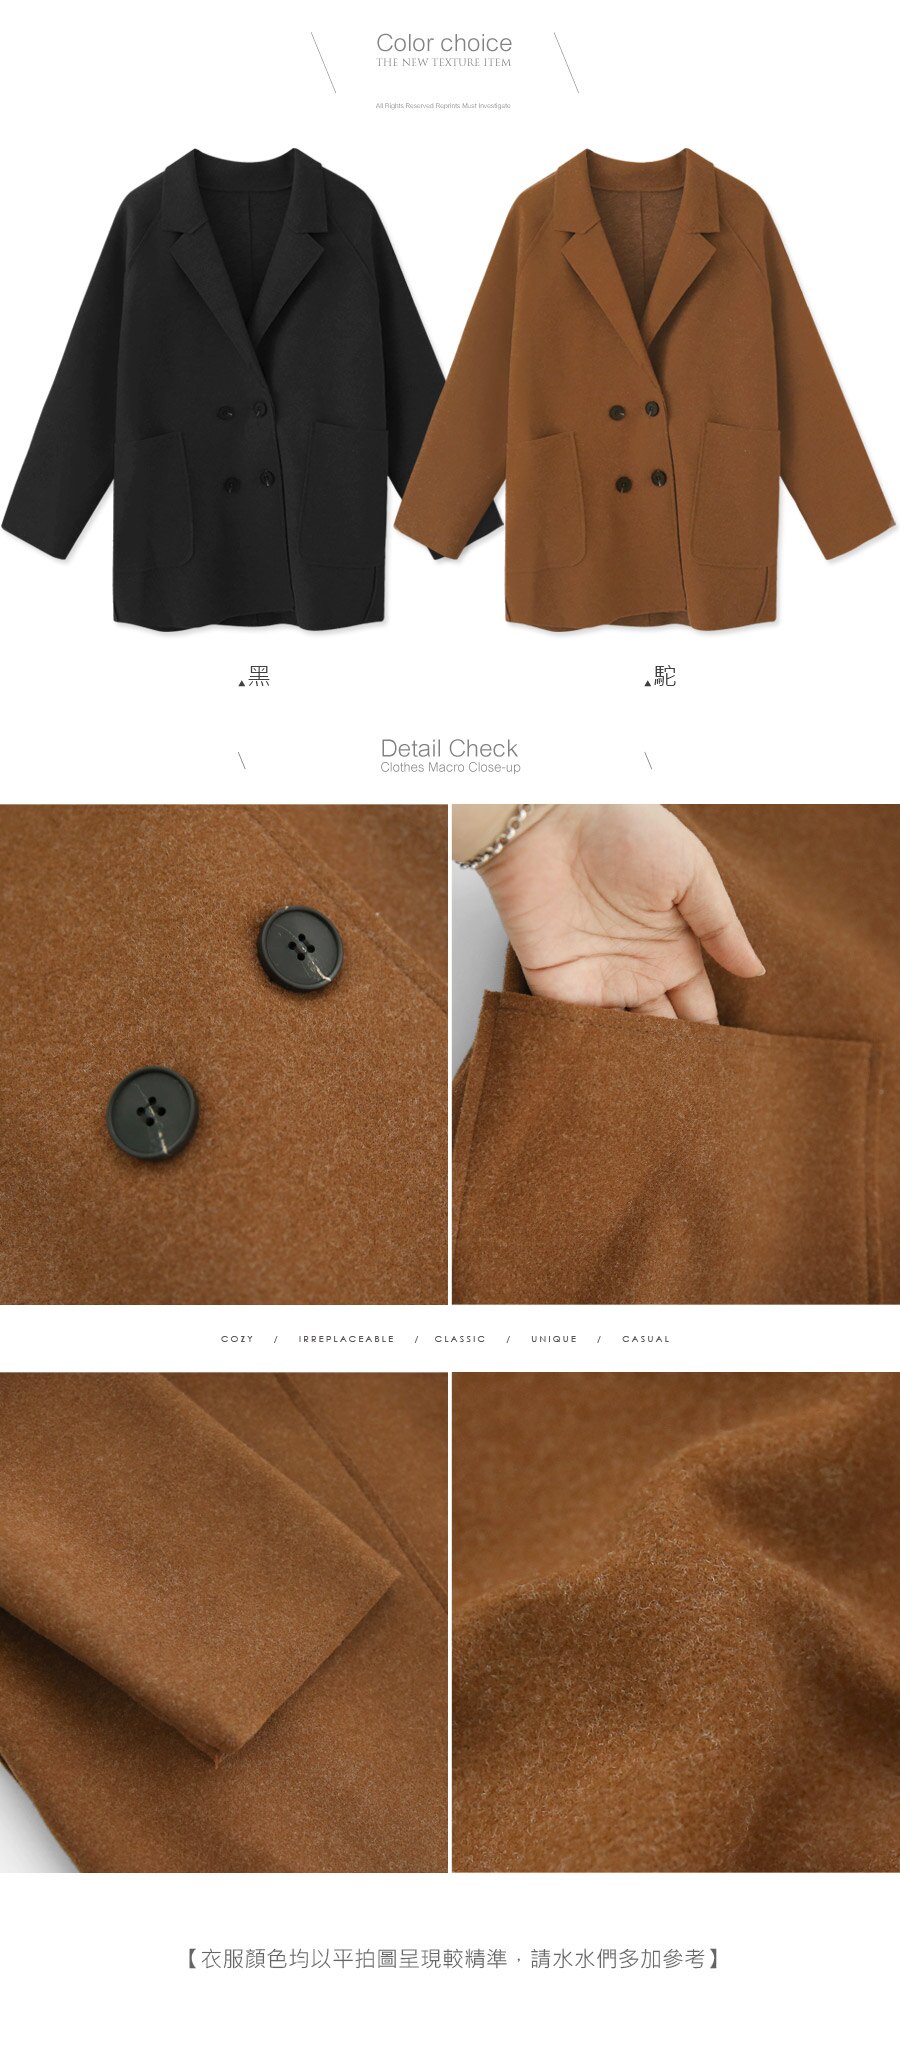 Color choice
THE NEW TEXTURE ITEM
All Rights Reserved Reprints Must Investigate
▲黑
▲駝
Detail Check
Clothes Macro Close-up
COZY / IRREPLACEABLE / CLASSIC / UNIQUE / CASUAL
【衣服顏色均以平拍圖呈現較精準，請水水們多加參考】